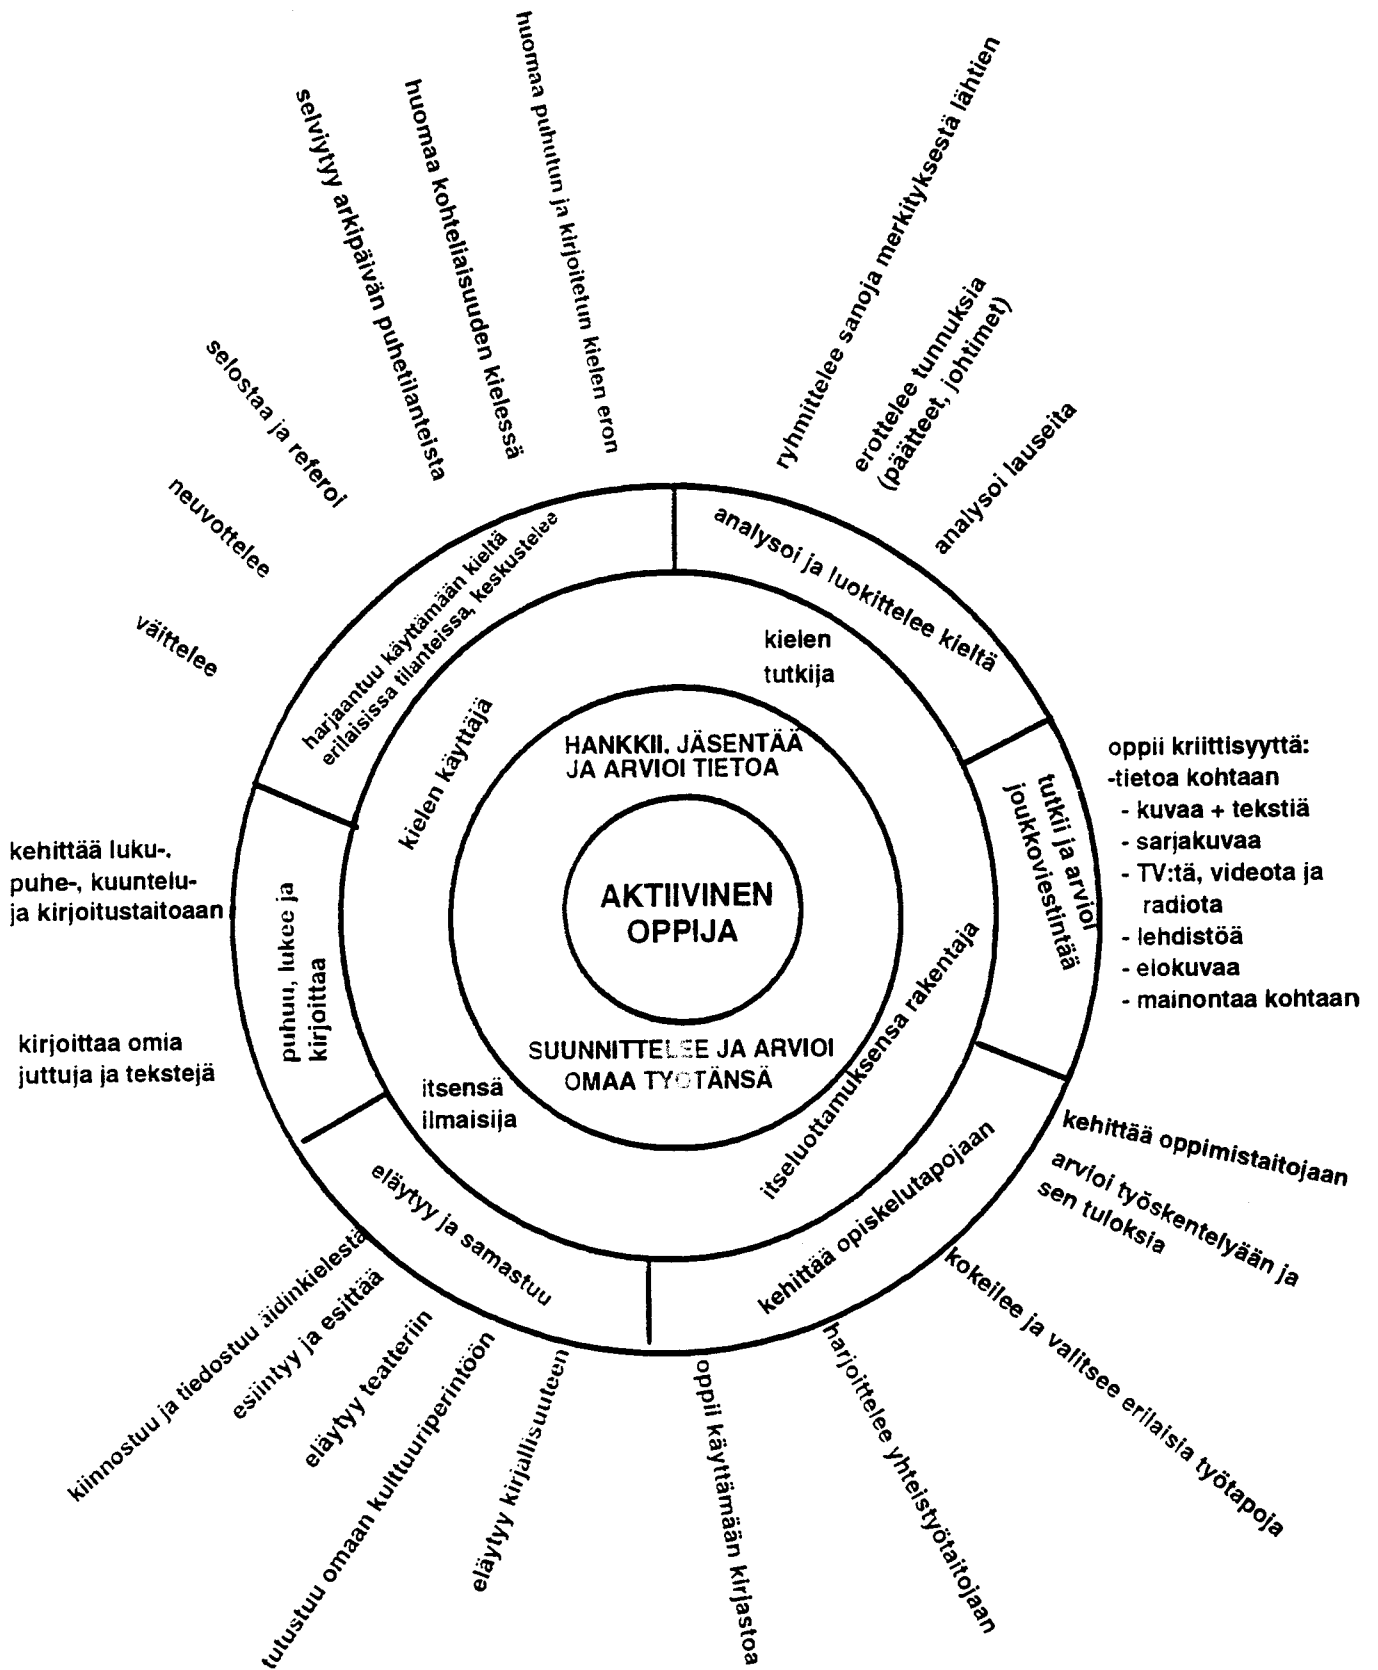 huomaa puhutun ja kirjoitetun kielen eron
huomaa kohteliaisuuden kielessä
selviytyy arkipäivän puhetilanteista
selostaa ja referoi
neuvottelee
väittelee
ryhmittelee sanoja merkityksestä lähtien
erottelee tunnuksia
(päätteet, johtimet)
analysoi lauseita
harjaantuu käyttämään kieltä
erilaisissa tilanteissa, keskustelee
analysoi ja luokittelee kieltä
kielen
tutkija
kielen käyttäjä
HANKKII, JÄSENTÄÄ
JA ARVIOI TIETOA
AKTIIVINEN
OPPIJA
SUUNNITTELEE JA ARVIOI
OMAA TYÖTÄNSÄ
itsensä
ilmaisija
itseluottamuksensa rakentaja
tutkii ja arvioi
joukkoviestintää
oppii kriittisyyttä:
-tietoa kohtaan
- kuvaa + tekstiä
- sarjakuvaa
- TV:tä, videota ja
radiota
- lehdistöä
- elokuvaa
- mainontaa kohtaan
kehittää luku-,
puhe-, kuuntelu-
ja kirjoitustaitoaan
puhuu, lukee ja
kirjoittaa
kirjoittaa omia
juttuja ja tekstejä
eläytyy ja samastuu
kehittää opiskelutapojaan
kehittää oppimistaitojaan
arvioi työskentelyään ja
sen tuloksia
kokeilee ja valitsee erilaisia työtapoja
harjoittelee yhteistyötaitojaan
oppii käyttämään kirjastoa
eläytyy kirjallisuuteen
tutustuu omaan kulttuuriperintöön
eläytyy teatteriin
esiintyy ja esittää
kiinnostuu ja tiedostuu äidinkielestä